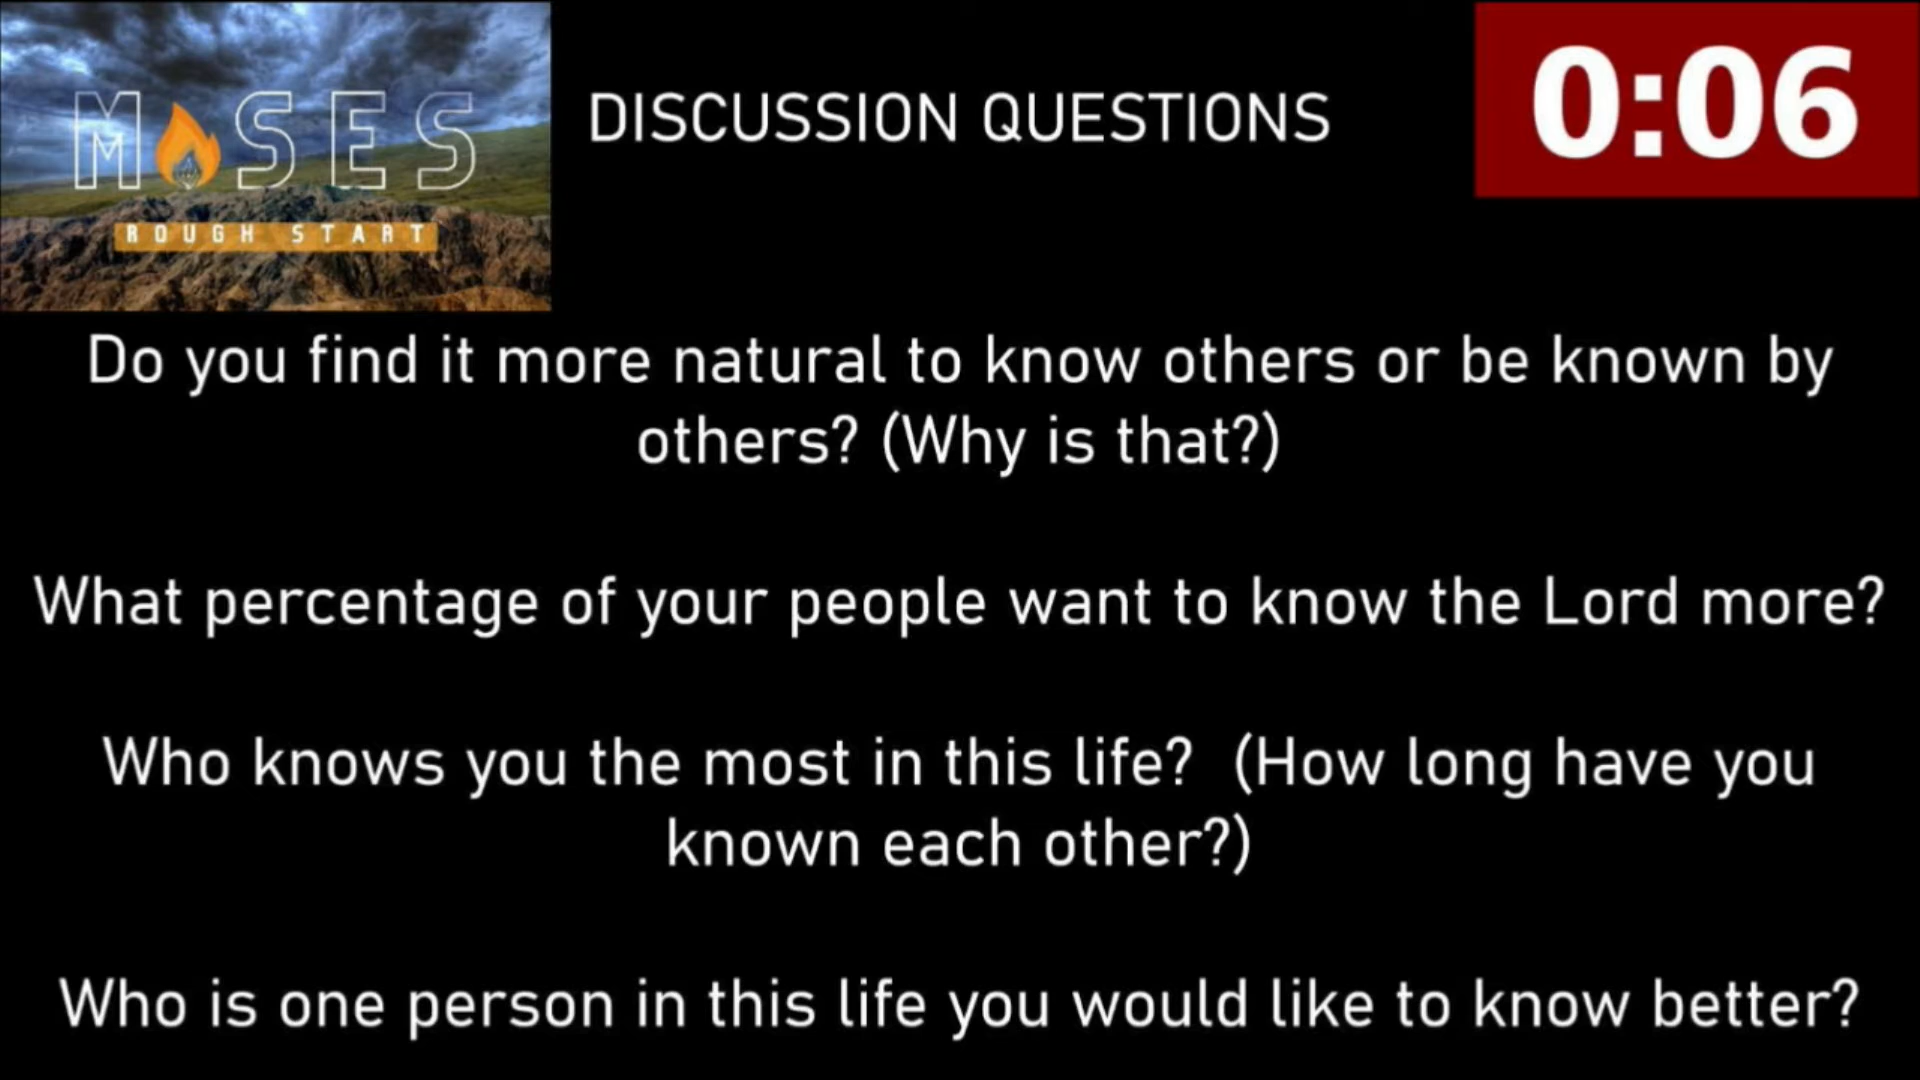 MOSES
ROUGH START
DISCUSSION QUESTIONS
0:06
Do you find it more natural to know others or be known by
others? (Why is that?)
What percentage of your people want to know the Lord more?
Who knows you the most in this life?  (How long have you
known each other?)
Who is one person in this life you would like to know better?